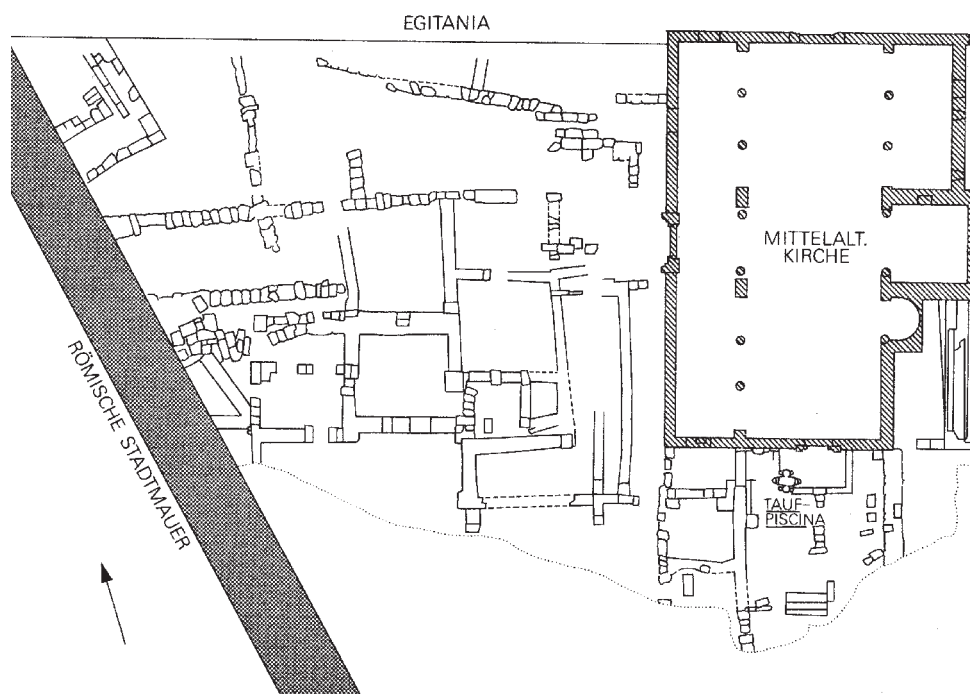 EGITANIA
MITTELALT.
KIRCHE
RÖMISCHE STADTMAUER
TAUF-
PISCINA